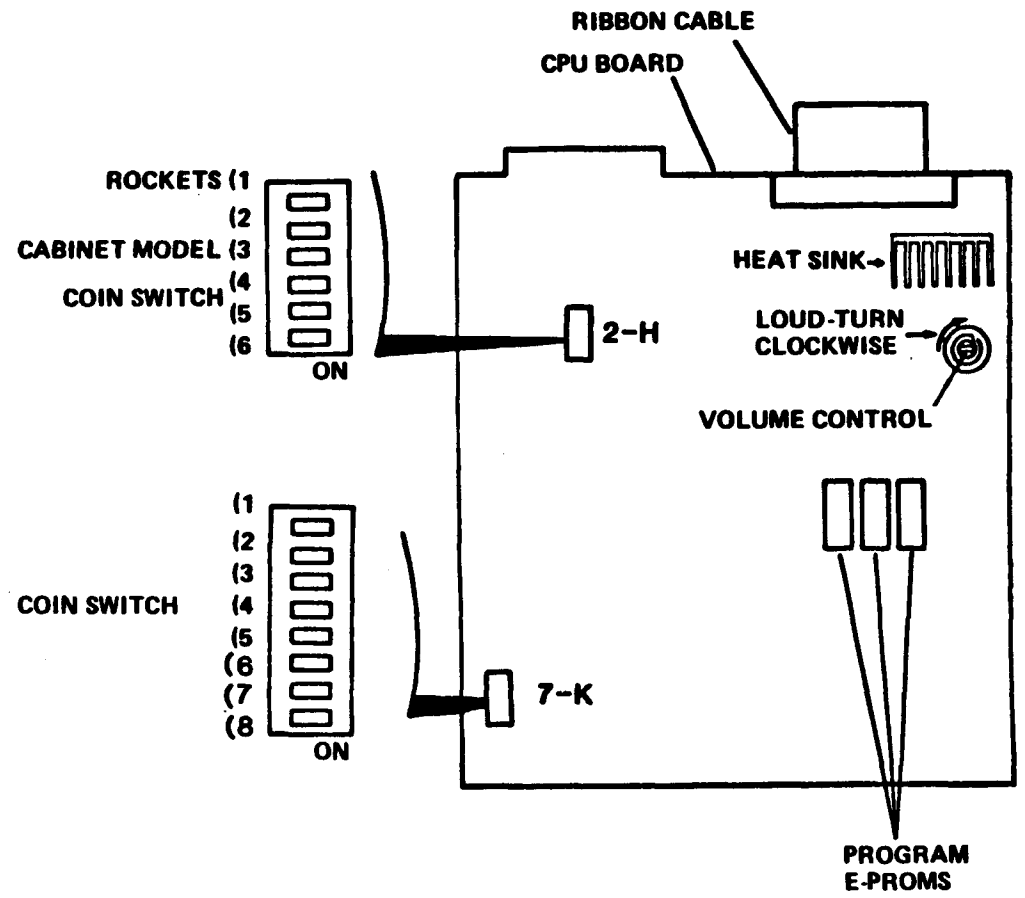 RIBBON CABLE
CPU BOARD
ROCKETS (1
(2
CABINET MODEL (3
(4
COIN SWITCH
(5
(6
ON
HEAT SINK
2-H
LOUD-TURN
CLOCKWISE
VOLUME CONTROL
(1
(2
(3
COIN SWITCH (4
(5
(6
(7
(8
ON
7-K
PROGRAM
E-PROMS